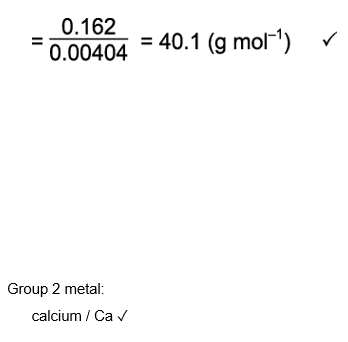 = 0.162 / 0.00404 = 40.1 (g mol⁻¹) ✓
Group 2 metal:
calcium / Ca ✓